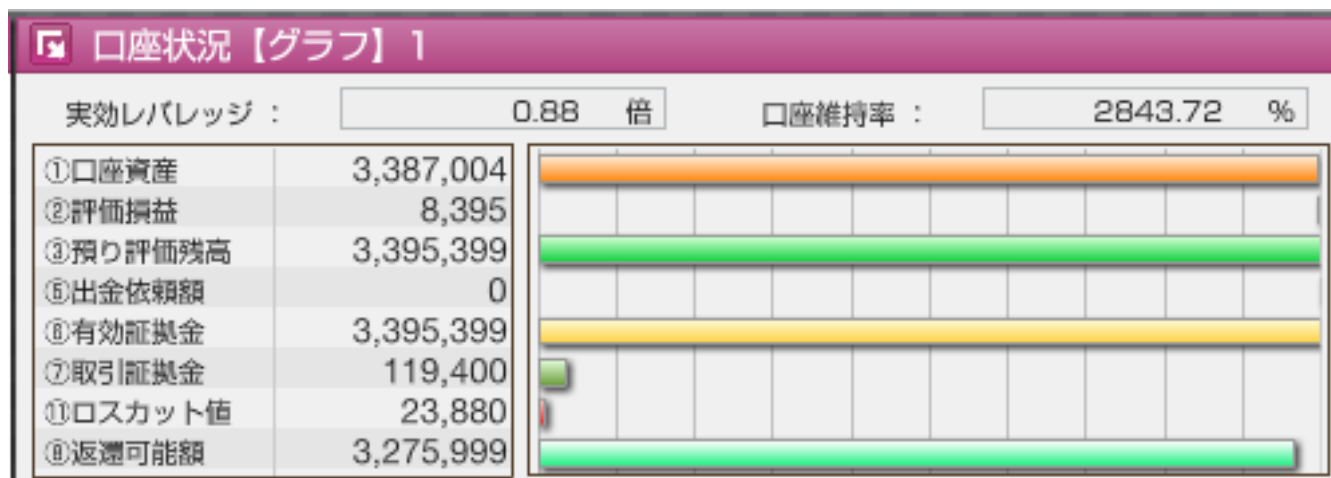 口座状況【グラフ】1
実効レバレッジ : 0.88 倍 口座維持率 : 2843.72 %
①口座資産 3,387,004
②評価損益 8,395
③預り評価残高 3,395,399
⑤出金依頼額 0
⑥有効証拠金 3,395,399
⑦取引証拠金 119,400
⑪ロスカット値 23,880
⑧返還可能額 3,275,999